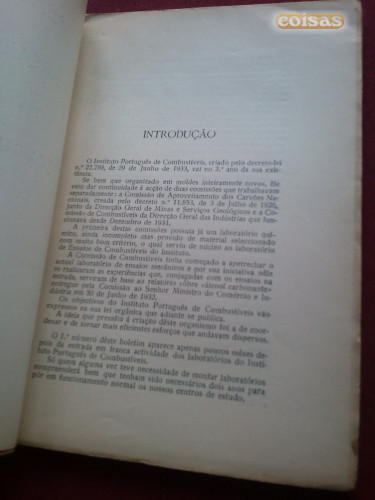 coisas
INTRODUÇÃO
O Instituto Português de Combustíveis, criado pelo decreto-lei
n.º 22.788, de 29 de Junho de 1933, vai no 3.º ano da sua exis-
tência.
Se bem que organizado em moldes inteiramente novos, êle
veio dar continuidade à acção de duas comissões que trabalhavam
separadamente: a Comissão de Aproveitamento dos Carvões Na-
cionais, criada pelo decreto n.º 11.853, de 3 de Julho de 1926,
junto da Direcção Geral de Minas e Serviços Geológicos e a Co-
missão de Combustíveis da Direcção Geral das Indústrias que fun-
cionava desde Dezembro de 1931.
A primeira destas comissões possuía já um laboratório quí-
mico, ainda incompleto mas provido de material seleccionado
com muito bom critério, o qual serviu de núcleo ao laboratório
de Ensaios de Combustíveis do Instituto.
A Comissão de Combustíveis tinha começado a apetrechar o
actual laboratório de ensaios mecânicos e por sua iniciativa
se realizaram as experiências que, conjugadas com os ensaios na
estrada, serviram de base ao relatório sôbre carbonante
entregue pela Comissão ao Senhor Ministro do Comércio e In-
dústria em 30 de Junho de 1932.
Os objectivos do Instituto Português de Combustíveis vão
expressos na sua lei orgânica que adiante se publica.
A ideia que presidiu à criação dêste organismo foi a de coor-
denar e de tornar mais eficientes esforços que andavam dispersos.
O 1.º número dêste boletim aparece apenas poucos mêses de-
pois da entrada em franca actividade dos laboratórios do Insti-
tuto Português de Combustíveis.
Só quem alguma vez teve necessidade de montar laboratórios
compreenderá bem que tenham sido necessários dois anos para
pôr em funcionamento normal os nossos centros de estudo,